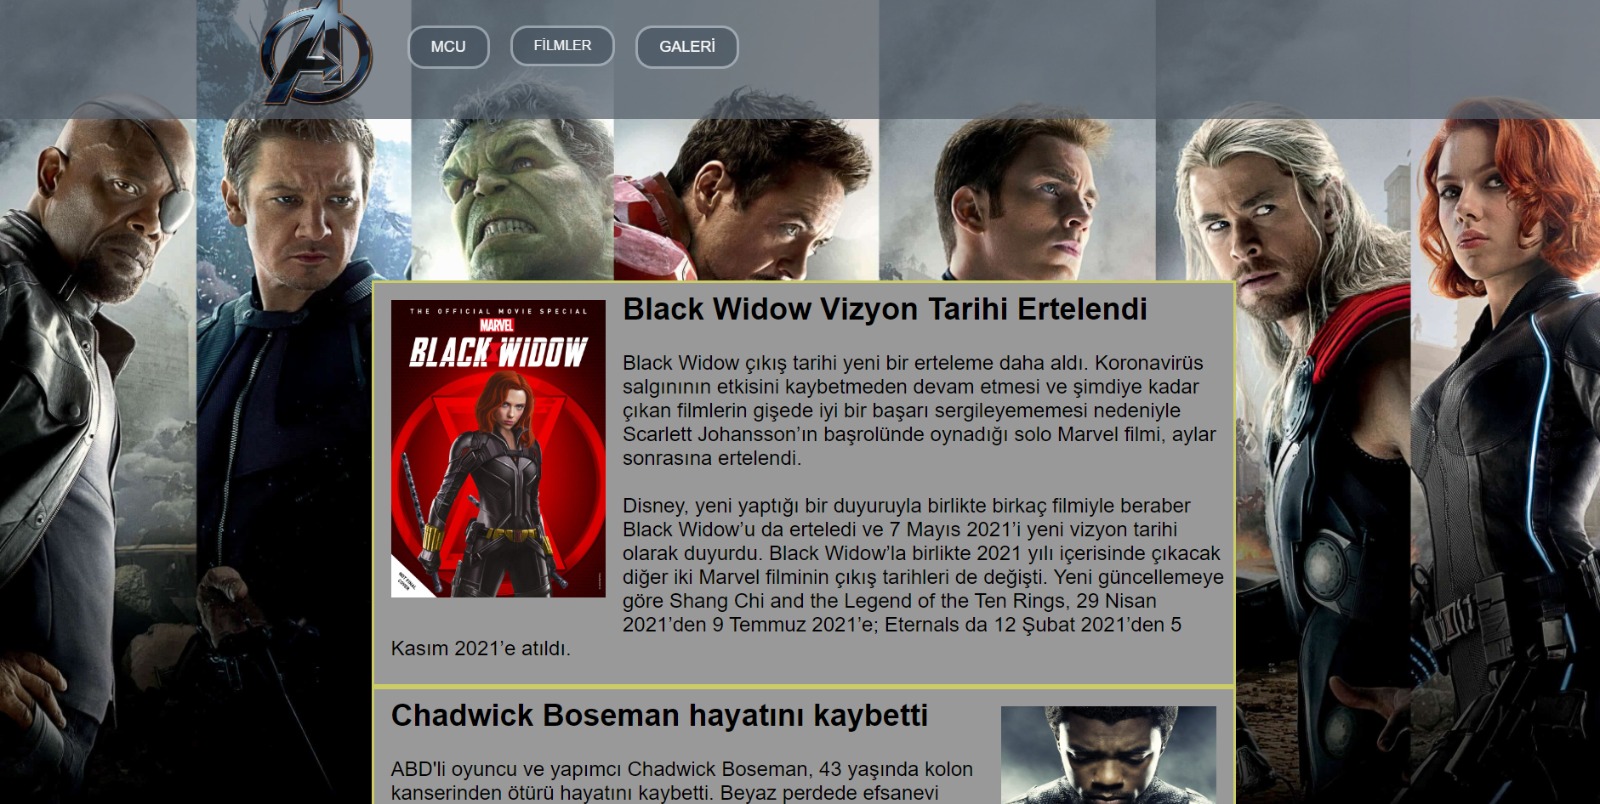 MCU
FİLMLER
GALERİ
THE OFFICIAL MOVIE SPECIAL
MARVEL
BLACK WIDOW
NOT FINAL
COVER
Black Widow Vizyon Tarihi Ertelendi
Black Widow çıkış tarihi yeni bir erteleme daha aldı. Koronavirüs
salgınının etkisini kaybetmeden devam etmesi ve şimdiye kadar
çıkan filmlerin gişede iyi bir başarı sergileyememesi nedeniyle
Scarlett Johansson’ın başrolünde oynadığı solo Marvel filmi, aylar
sonrasına ertelendi.
Disney, yeni yaptığı bir duyuruyla birlikte birkaç filmiyle beraber
Black Widow’u da erteledi ve 7 Mayıs 2021’i yeni vizyon tarihi
olarak duyurdu. Black Widow’la birlikte 2021 yılı içerisinde çıkacak
diğer iki Marvel filminin çıkış tarihleri de değişti. Yeni güncellemeye
göre Shang Chi and the Legend of the Ten Rings, 29 Nisan
2021’den 9 Temmuz 2021’e; Eternals da 12 Şubat 2021’den 5
Kasım 2021’e atıldı.
Chadwick Boseman hayatını kaybetti
ABD'li oyuncu ve yapımcı Chadwick Boseman, 43 yaşında kolon
kanserinden ötürü hayatını kaybetti. Beyaz perdede efsanevi